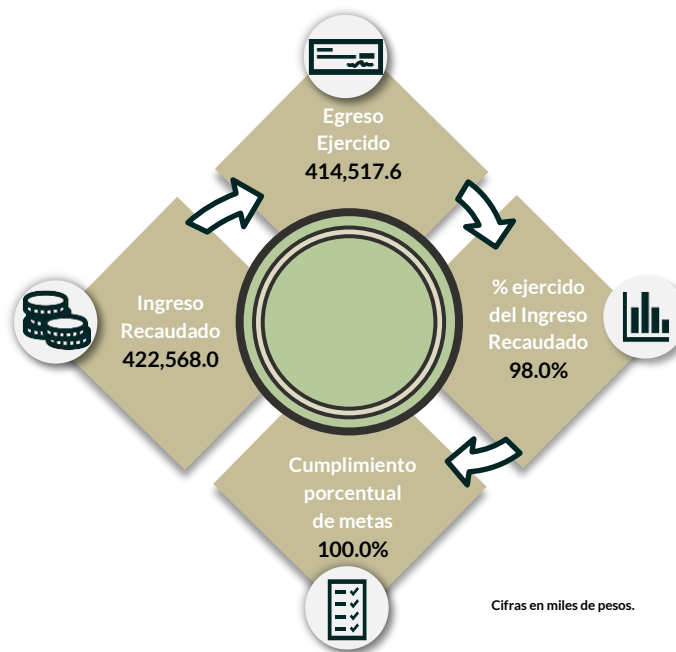 Egreso
Ejercido
414,517.6
Ingreso
Recaudado
422,568.0
% ejercido
del Ingreso
Recaudado
98.0%
Cumplimiento
porcentual
de metas
100.0%
Cifras en miles de pesos.